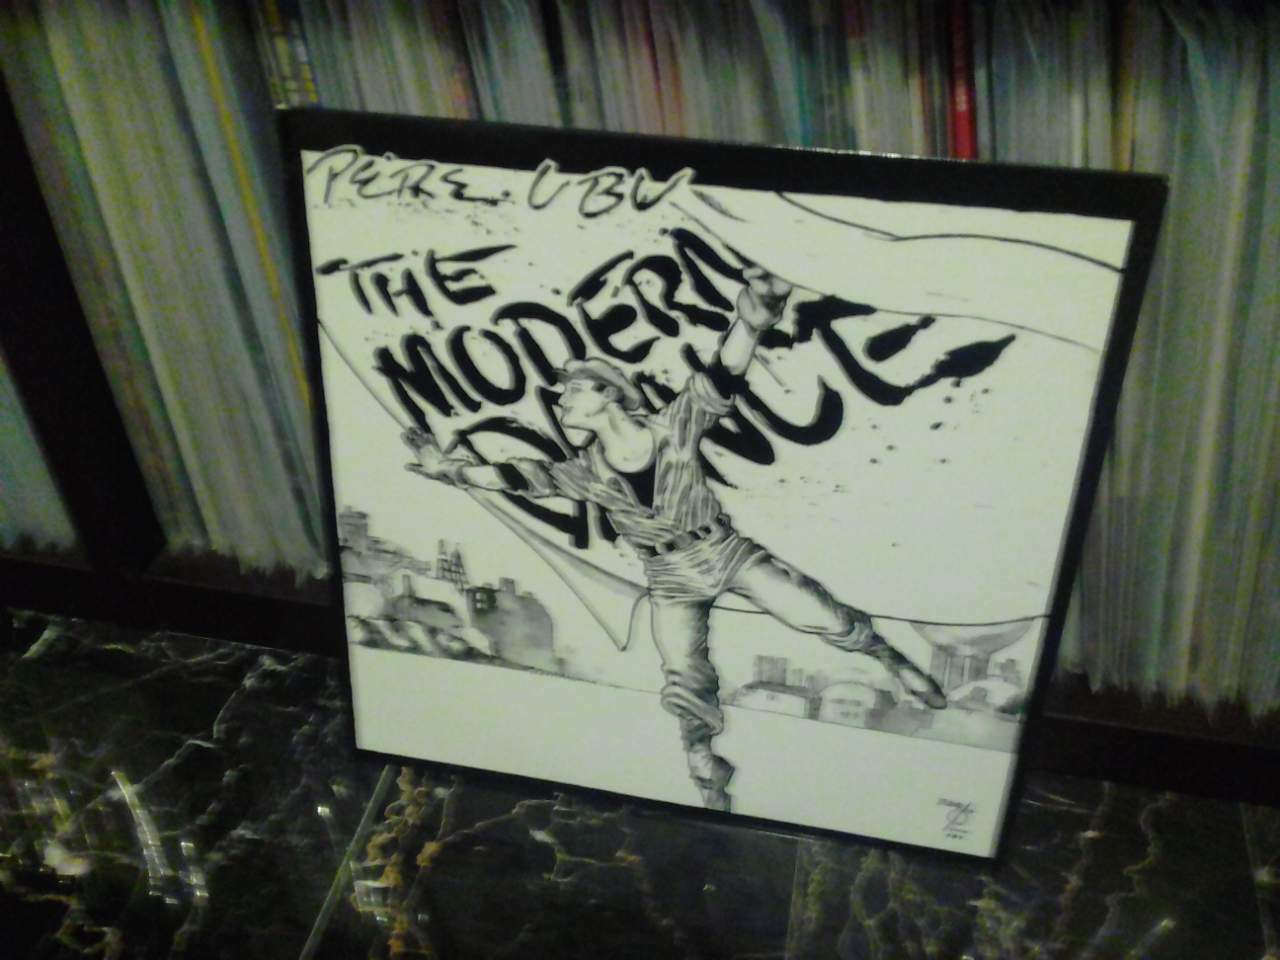 PERE UBU
THE
MODERN
DANCE